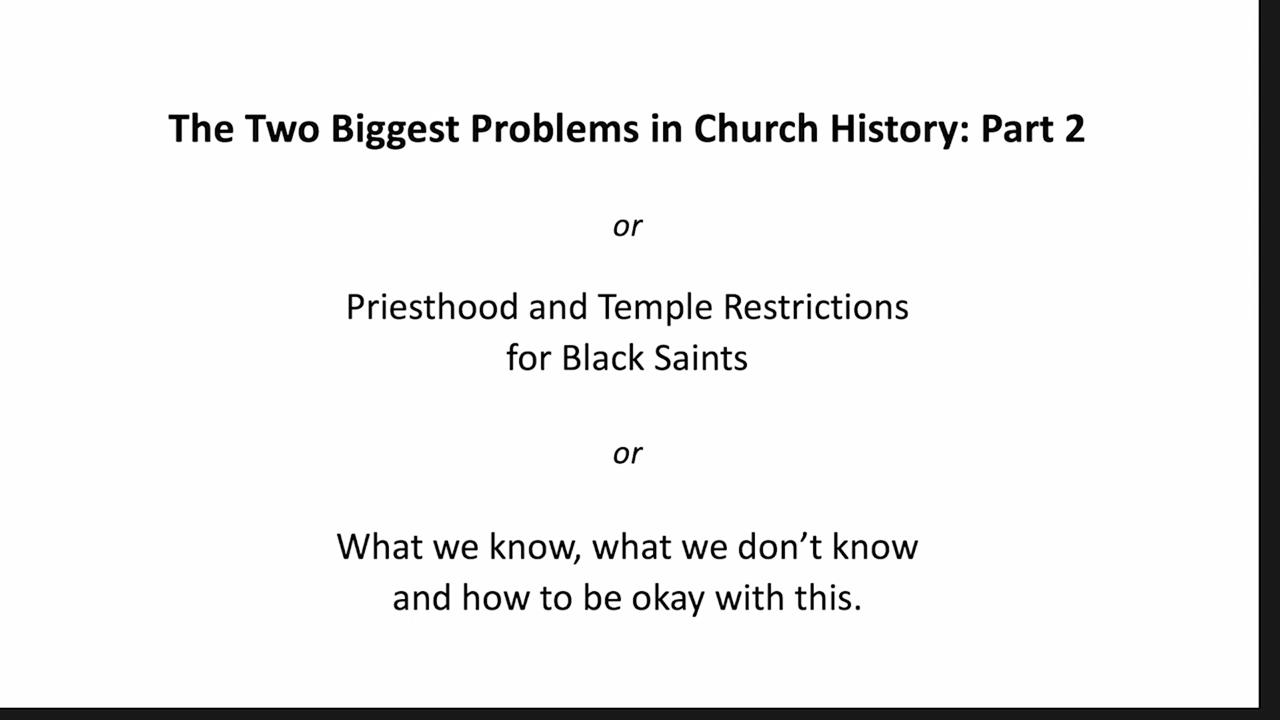 The Two Biggest Problems in Church History: Part 2
or
Priesthood and Temple Restrictions
for Black Saints
or
What we know, what we don’t know
and how to be okay with this.